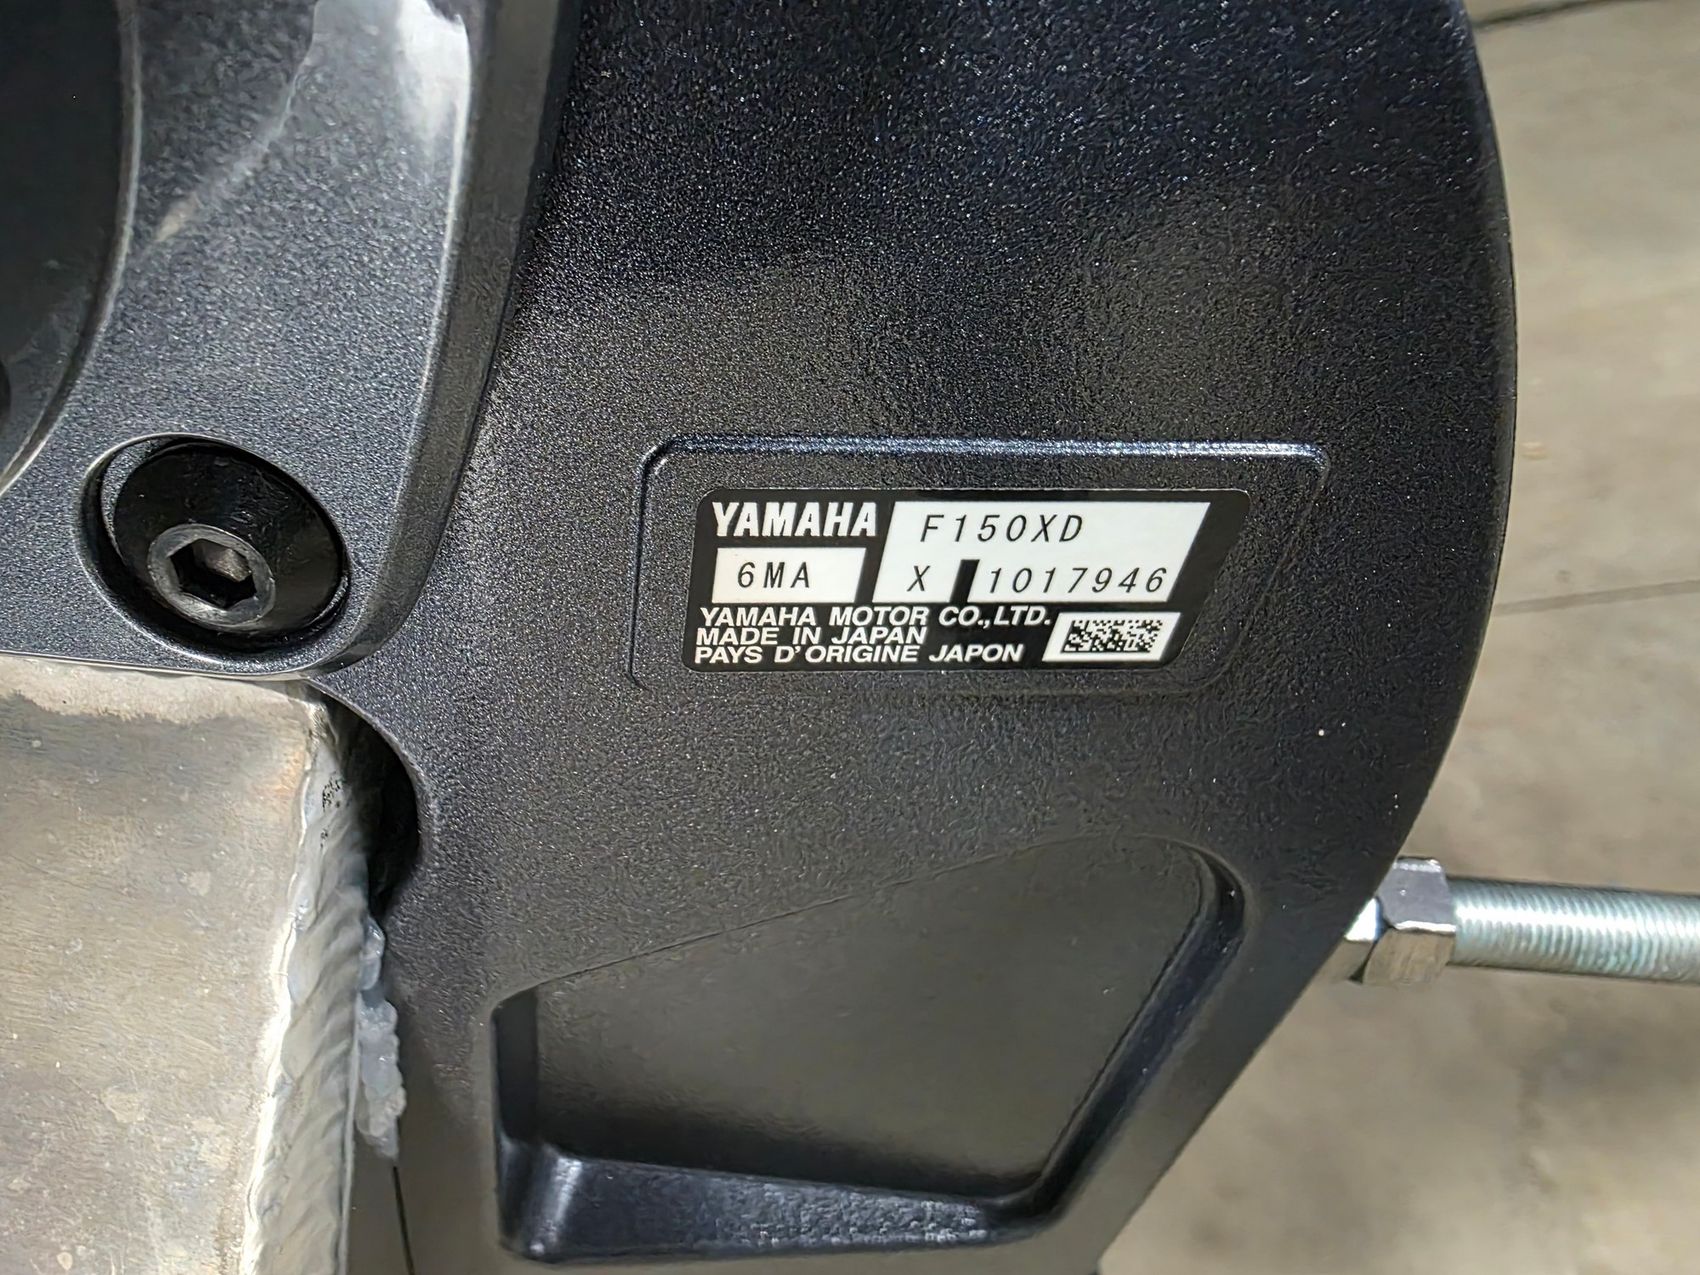 YAMAHA F150XD
6MA X 1017946
YAMAHA MOTOR CO.,LTD.
MADE IN JAPAN
PAYS D'ORIGINE JAPON